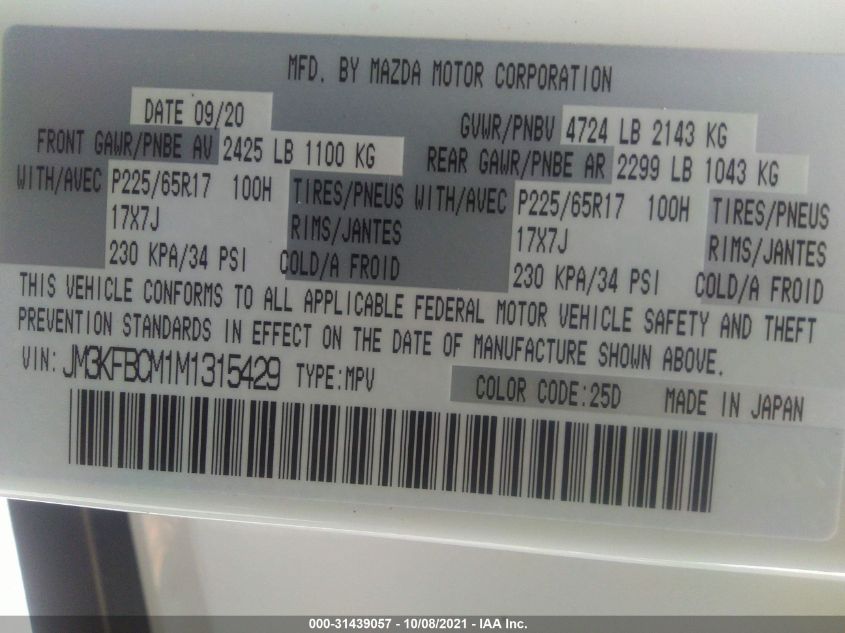 MFD. BY MAZDA MOTOR CORPORATION
DATE 09/20
GVWR/PNBV 4724 LB 2143 KG
FRONT GAWR/PNBE AV 2425 LB 1100 KG
REAR GAWR/PNBE AR 2299 LB 1043 KG
WITH/AVEC P225/65R17 100H TIRES/PNEUS WITH/AVEC P225/65R17 100H TIRES/PNEUS
17X7J RIMS/JANTES 17X7J RIMS/JANTES
230 KPA/34 PSI COLD/A FROID 230 KPA/34 PSI COLD/A FROID
THIS VEHICLE CONFORMS TO ALL APPLICABLE FEDERAL MOTOR VEHICLE SAFETY AND THEFT
PREVENTION STANDARDS IN EFFECT ON THE DATE OF MANUFACTURE SHOWN ABOVE.
VIN: JM3KFBCM1M1315429 TYPE:MPV COLOR CODE:25D MADE IN JAPAN
000-31439057 - 10/08/2021 - IAA Inc.